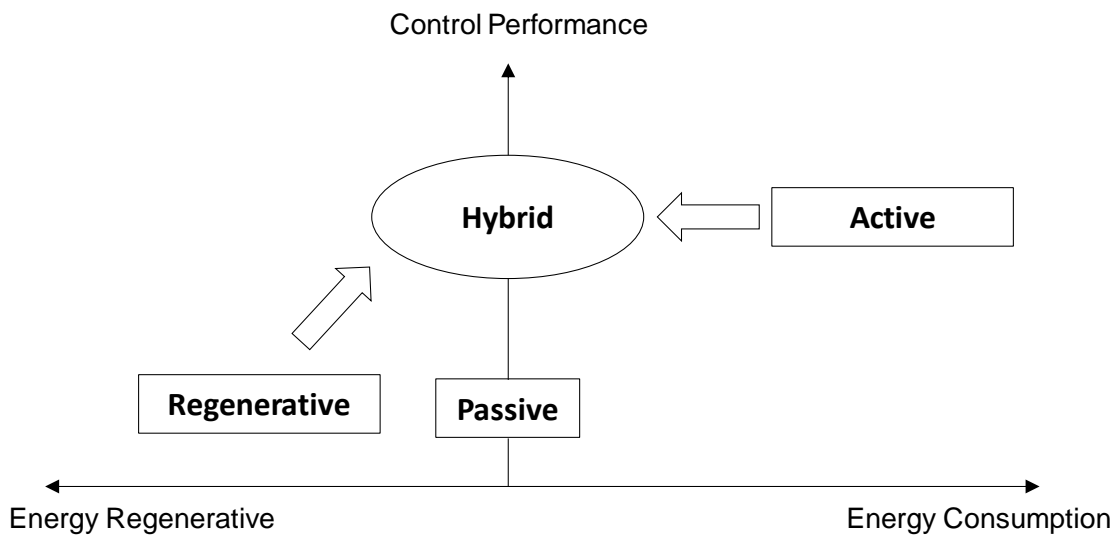 Control Performance
Hybrid
Active
Regenerative
Passive
Energy Regenerative
Energy Consumption